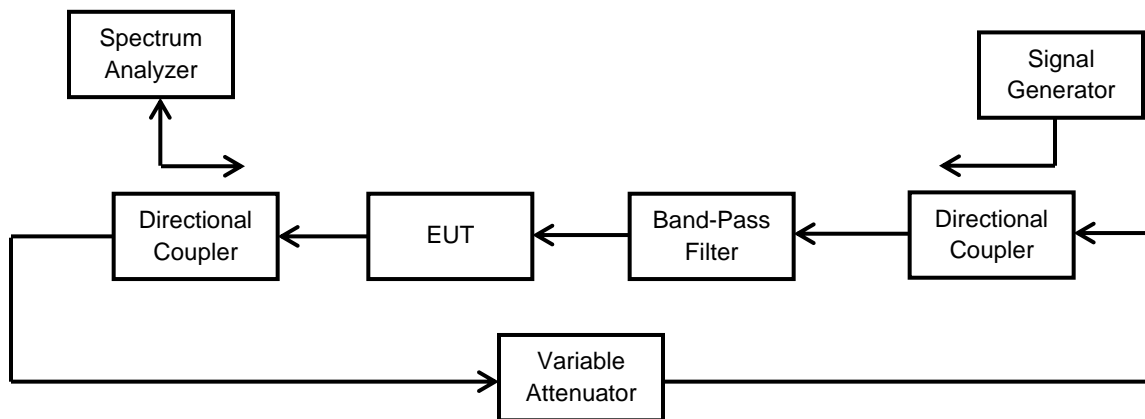 Spectrum
Analyzer
Signal
Generator
Directional
Coupler
EUT
Band-Pass
Filter
Directional
Coupler
Variable
Attenuator